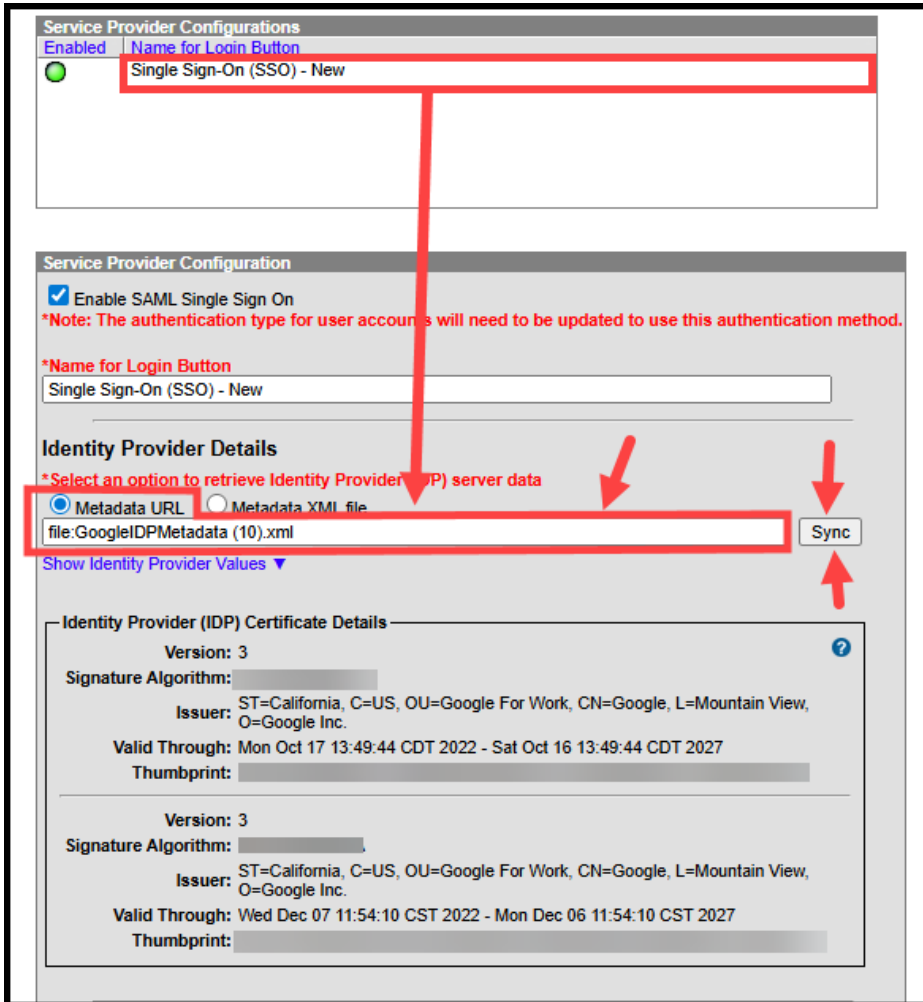 Service Provider Configurations
Enabled Name for Login Button
Single Sign-On (SSO) - New
Service Provider Configuration
Enable SAML Single Sign On
*Note: The authentication type for user accounts will need to be updated to use this authentication method.
*Name for Login Button
Single Sign-On (SSO) - New
Identity Provider Details
*Select an option to retrieve Identity Provider (IDP) server data
Metadata URL Metadata XML file
file:GoogleIDPMetadata (10).xml Sync
Show Identity Provider Values ▼
Identity Provider (IDP) Certificate Details
Version: 3 ?
Signature Algorithm:
Issuer: ST=California, C=US, OU=Google For Work, CN=Google, L=Mountain View,
O=Google Inc.
Valid Through: Mon Oct 17 13:49:44 CDT 2022 - Sat Oct 16 13:49:44 CDT 2027
Thumbprint:
Version: 3
Signature Algorithm:
Issuer: ST=California, C=US, OU=Google For Work, CN=Google, L=Mountain View,
O=Google Inc.
Valid Through: Wed Dec 07 11:54:10 CST 2022 - Mon Dec 06 11:54:10 CST 2027
Thumbprint: